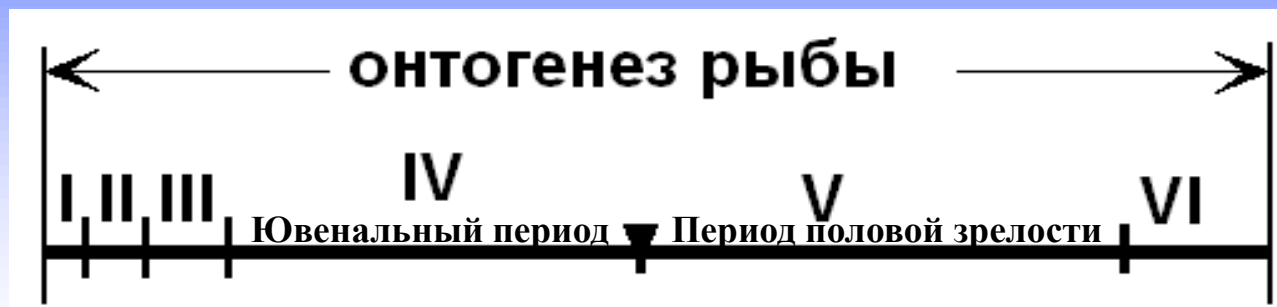 онтогенез рыбы
I II III IV V VI
Ювенальный период Период половой зрелости